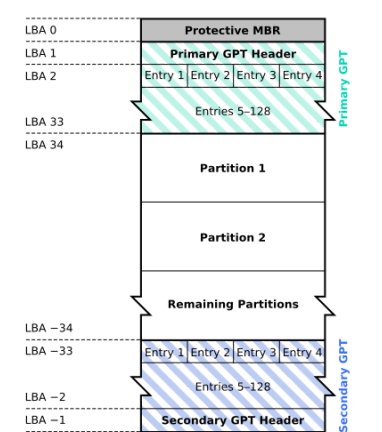 LBA 0
Protective MBR
LBA 1
Primary GPT Header
LBA 2
Entry 1 Entry 2 Entry 3 Entry 4
Entries 5–128
LBA 33
Primary GPT
LBA 34
Partition 1
Partition 2
Remaining Partitions
LBA −34
LBA −33
Entry 1 Entry 2 Entry 3 Entry 4
Entries 5–128
LBA −2
LBA −1
Secondary GPT Header
Secondary GPT